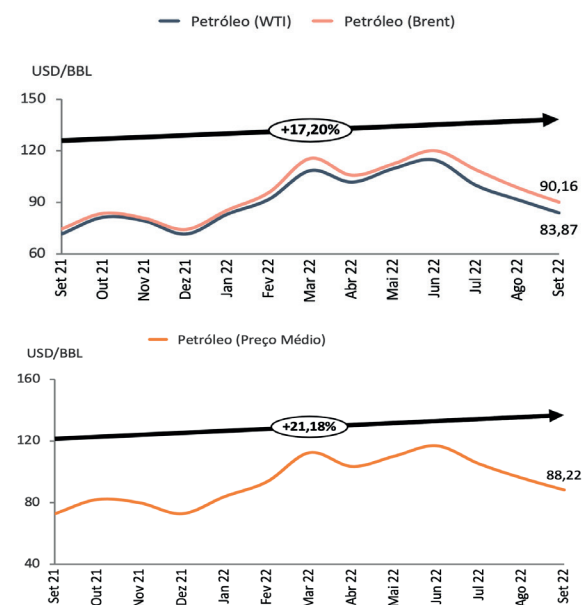 Petróleo (WTI) Petróleo (Brent)
USD/BBL
150
+17,20%
120
90,16
90
83,87
60
Set 21 Out 21 Nov 21 Dez 21 Jan 22 Fev 22 Mar 22 Abr 22 Mai 22 Jun 22 Jul 22 Ago 22 Set 22
Petróleo (Preço Médio)
USD/BBL
160
+21,18%
120
88,22
80
40
Set 21 Out 21 Nov 21 Dez 21 Jan 22 Fev 22 Mar 22 Abr 22 Mai 22 Jun 22 Jul 22 Ago 22 Set 22